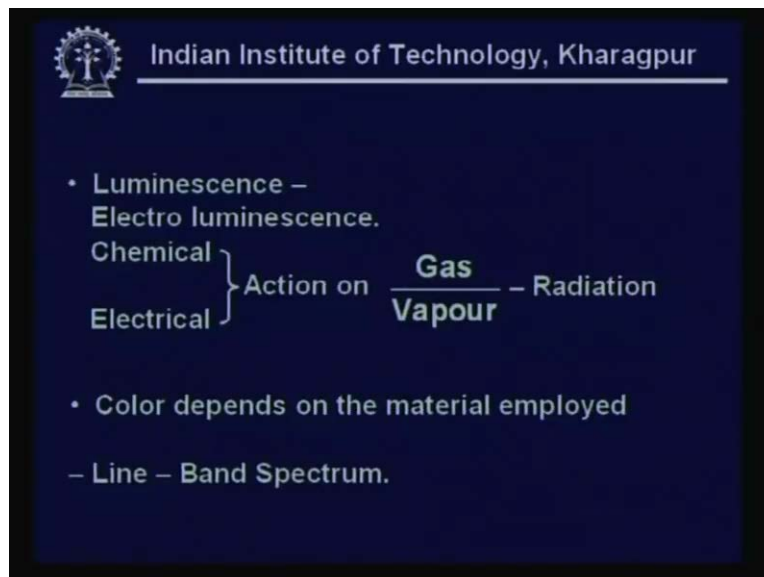 Indian Institute of Technology, Kharagpur
• Luminescence –
Electro luminescence.
Chemical
Electrical
Action on Gas / Vapour – Radiation
• Color depends on the material employed
– Line – Band Spectrum.